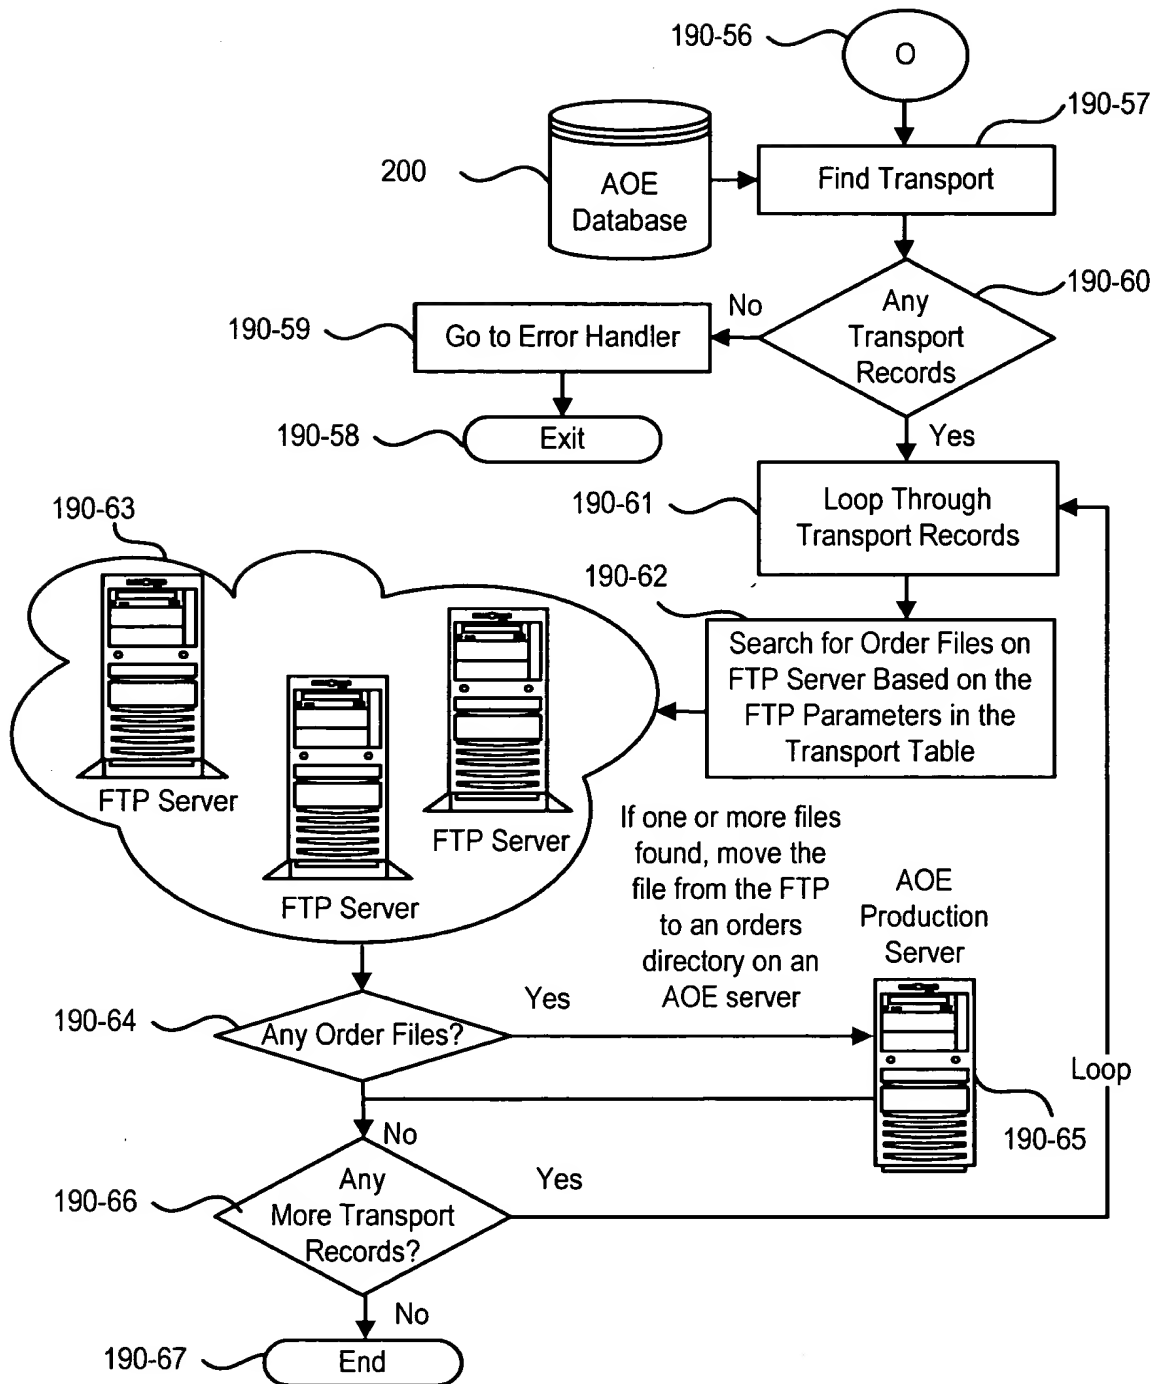 190-56
O
190-57
200
AOE
Database
Find Transport
190-60
Any
Transport
Records
No
190-59
Go to Error Handler
190-58
Exit
Yes
190-63
190-61
Loop Through
Transport Records
190-62
Search for Order Files on
FTP Server Based on the
FTP Parameters in the
Transport Table
FTP Server
FTP Server
FTP Server
If one or more files
found, move the
file from the FTP
to an orders
directory on an
AOE server
AOE
Production
Server
190-64
Any Order Files?
Yes
Loop
190-65
No
190-66
Any
More Transport
Records?
Yes
No
190-67
End